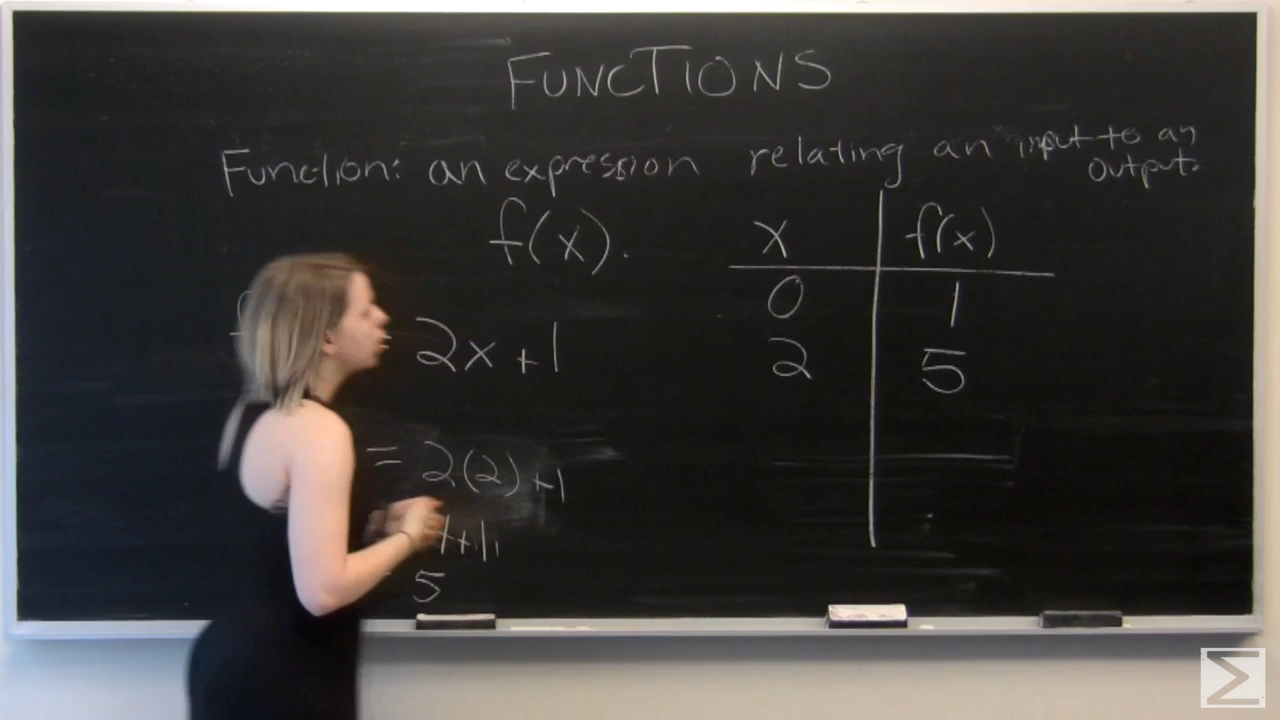 FUNCTIONS
Function: an expression relating an input to an
output.
f(x).
x f(x)
0 1
= 2x + 1
2 5
= 2(2) + 1
+ 1
5